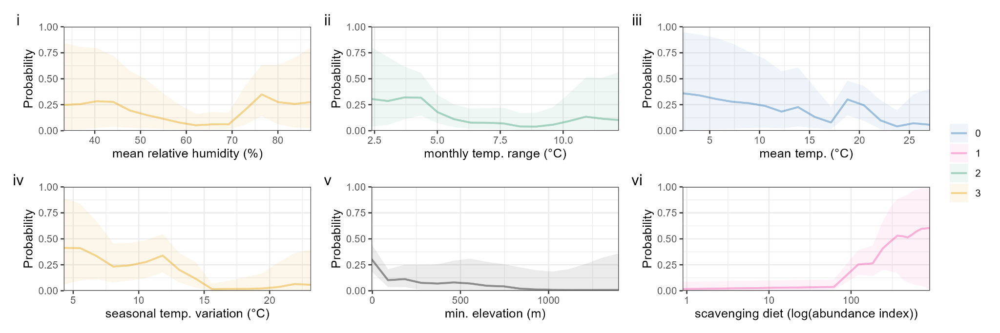 i
1.00
0.75
0.50
0.25
0.00
Probability
40 50 60 70 80
mean relative humidity (%)
ii
1.00
0.75
0.50
0.25
0.00
Probability
2.5 5.0 7.5 10.0
monthly temp. range (°C)
iii
1.00
0.75
0.50
0.25
0.00
Probability
5 10 15 20 25
mean temp. (°C)
iv
1.00
0.75
0.50
0.25
0.00
Probability
5 10 15 20
seasonal temp. variation (°C)
v
1.00
0.75
0.50
0.25
0.00
Probability
0 500 1000
min. elevation (m)
vi
1.00
0.75
0.50
0.25
0.00
Probability
1 10 100
scavenging diet (log(abundance index))
0
1
2
3